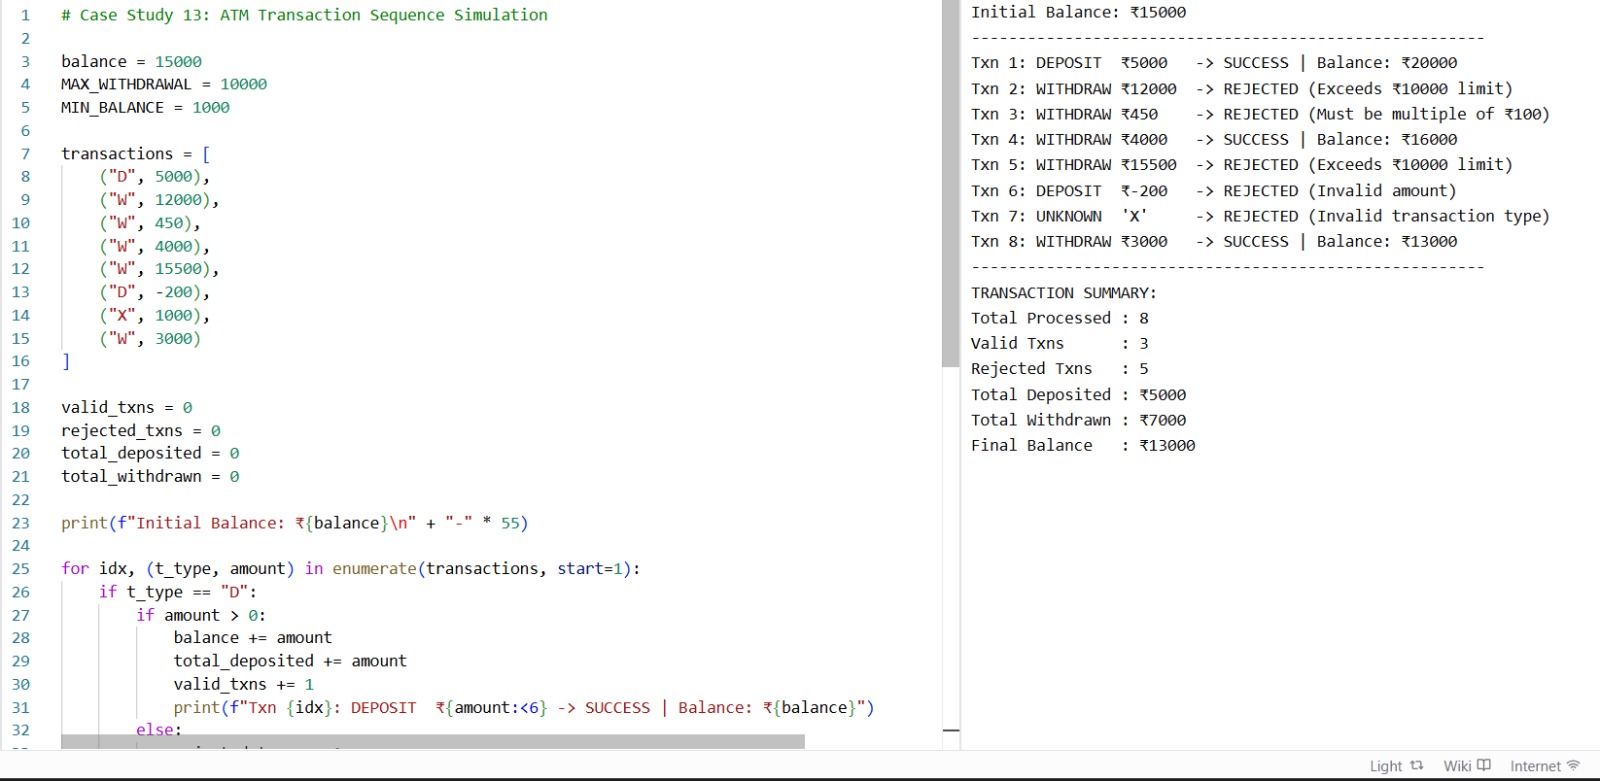 1 # Case Study 13: ATM Transaction Sequence Simulation
2
3 balance = 15000
4 MAX_WITHDRAWAL = 10000
5 MIN_BALANCE = 1000
6
7 transactions = [
8     ("D", 5000),
9     ("W", 12000),
10     ("W", 450),
11     ("W", 4000),
12     ("W", 15500),
13     ("D", -200),
14     ("X", 1000),
15     ("W", 3000)
16 ]
17
18 valid_txns = 0
19 rejected_txns = 0
20 total_deposited = 0
21 total_withdrawn = 0
22
23 print(f"Initial Balance: ₹{balance}\n" + "-" * 55)
24
25 for idx, (t_type, amount) in enumerate(transactions, start=1):
26     if t_type == "D":
27         if amount > 0:
28             balance += amount
29             total_deposited += amount
30             valid_txns += 1
31             print(f"Txn {idx}: DEPOSIT  ₹{amount:<6} -> SUCCESS | Balance: ₹{balance}")
32         else:
Initial Balance: ₹15000
-------------------------------------------------------
Txn 1: DEPOSIT  ₹5000   -> SUCCESS | Balance: ₹20000
Txn 2: WITHDRAW ₹12000  -> REJECTED (Exceeds ₹10000 limit)
Txn 3: WITHDRAW ₹450    -> REJECTED (Must be multiple of ₹100)
Txn 4: WITHDRAW ₹4000   -> SUCCESS | Balance: ₹16000
Txn 5: WITHDRAW ₹15500  -> REJECTED (Exceeds ₹10000 limit)
Txn 6: DEPOSIT  ₹-200   -> REJECTED (Invalid amount)
Txn 7: UNKNOWN  'X'     -> REJECTED (Invalid transaction type)
Txn 8: WITHDRAW ₹3000   -> SUCCESS | Balance: ₹13000
-------------------------------------------------------
TRANSACTION SUMMARY:
Total Processed : 8
Valid Txns      : 3
Rejected Txns   : 5
Total Deposited : ₹5000
Total Withdrawn : ₹7000
Final Balance   : ₹13000
Light Wiki Internet